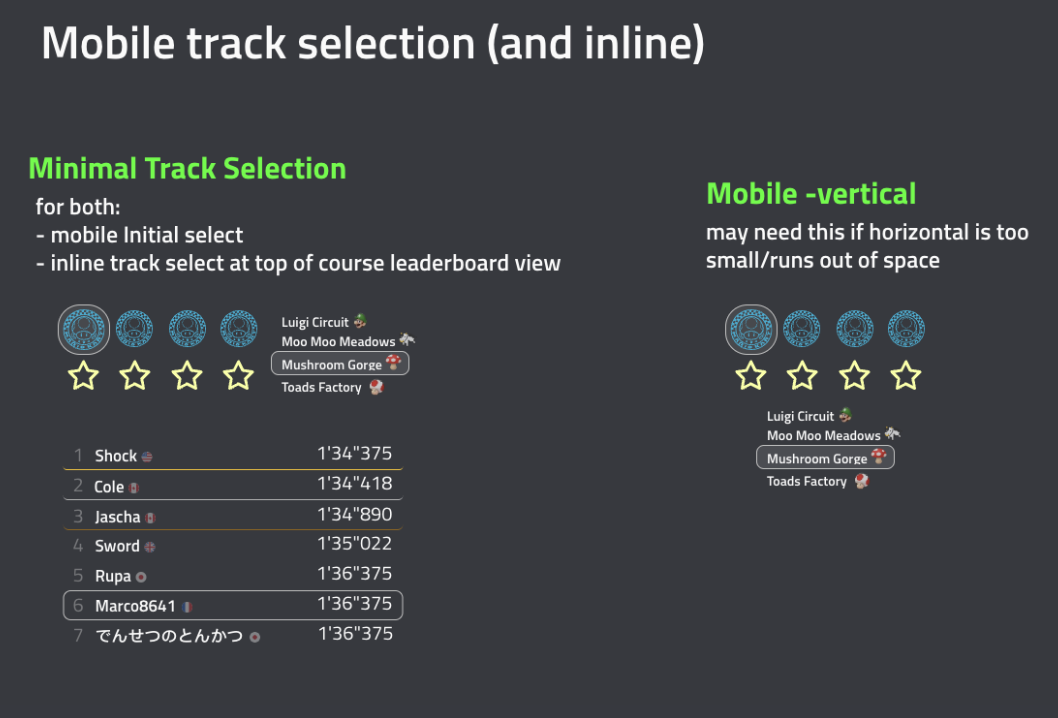 Mobile track selection (and inline)
Minimal Track Selection
for both:
- mobile Initial select
- inline track select at top of course leaderboard view
Luigi Circuit
Moo Moo Meadows
Mushroom Gorge
Toads Factory
1 Shock 1'34"375
2 Cole 1'34"418
3 Jascha 1'34"890
4 Sword 1'35"022
5 Rupa 1'36"375
6 Marco8641 1'36"375
7 でんせつのとんかつ 1'36"375
Mobile -vertical
may need this if horizontal is too
small/runs out of space
Luigi Circuit
Moo Moo Meadows
Mushroom Gorge
Toads Factory